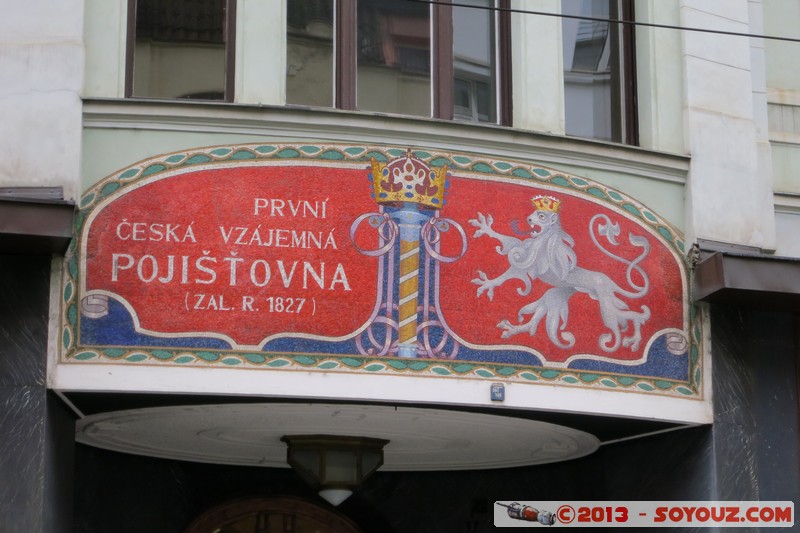 PRVNÍ
ČESKÁ VZÁJEMNÁ
POJIŠŤOVNA
(ZAL. R. 1827)
©2013 - SOYOUZ.COM